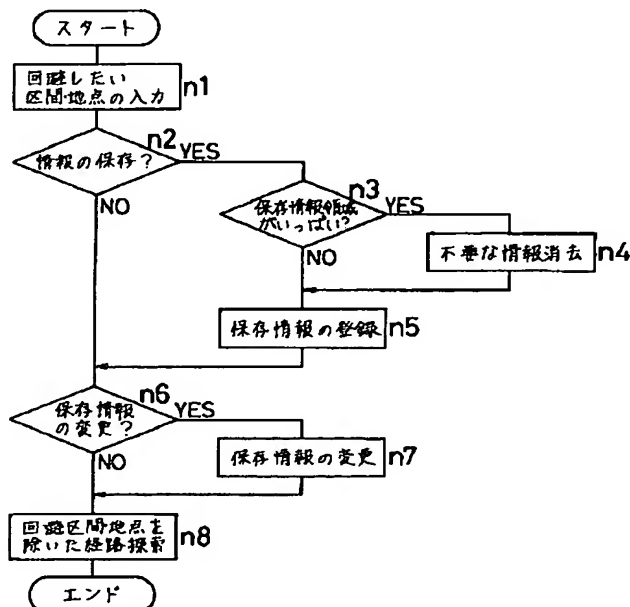 スタート
回避したい
区間・地点の入力
n1
n2
情報の保存?
YES
NO
n3
保存情報領域
がいっぱい?
YES
NO
不要な情報消去
n4
保存情報の登録
n5
n6
保存情報
の変更?
YES
NO
保存情報の変更
n7
回避区間地点を
除いた経路探索
n8
エンド